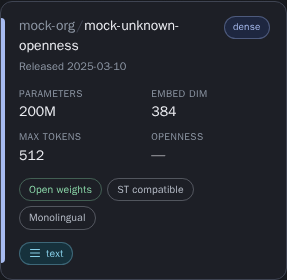 mock-org/mock-unknown-openness
dense
Released 2025-03-10
PARAMETERS EMBED DIM
200M 384
MAX TOKENS OPENNESS
512 —
Open weights ST compatible
Monolingual
text